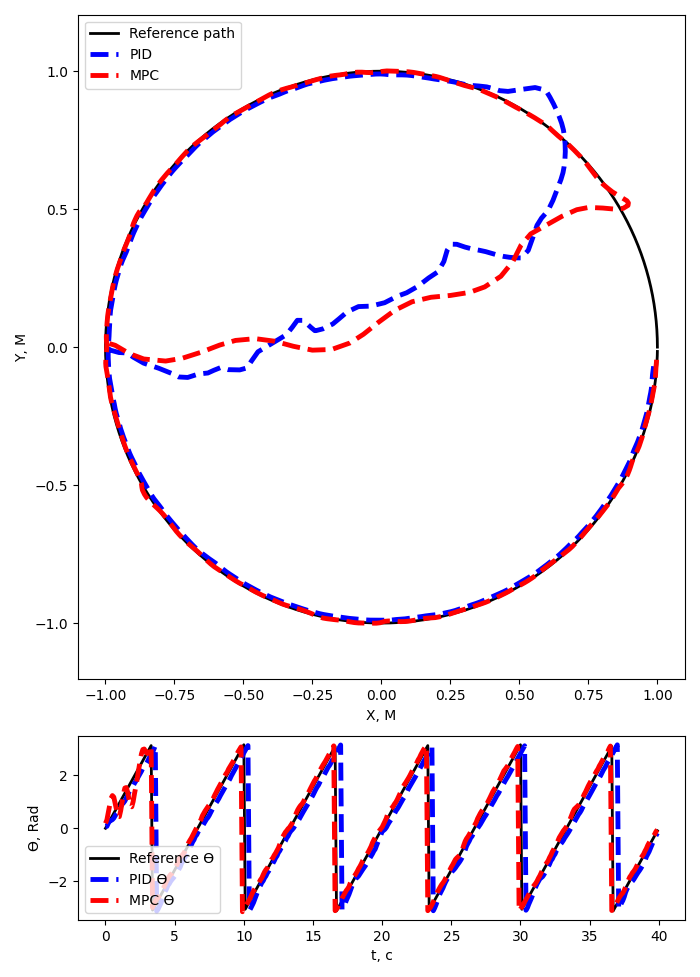 Reference path
PID
MPC
1.0
0.5
0.0
−0.5
−1.0
Y, M
−1.00 −0.75 −0.50 −0.25 0.00 0.25 0.50 0.75 1.00
X, M
2
0
−2
Θ, Rad
Reference Θ
PID Θ
MPC Θ
0 5 10 15 20 25 30 35 40
t, c